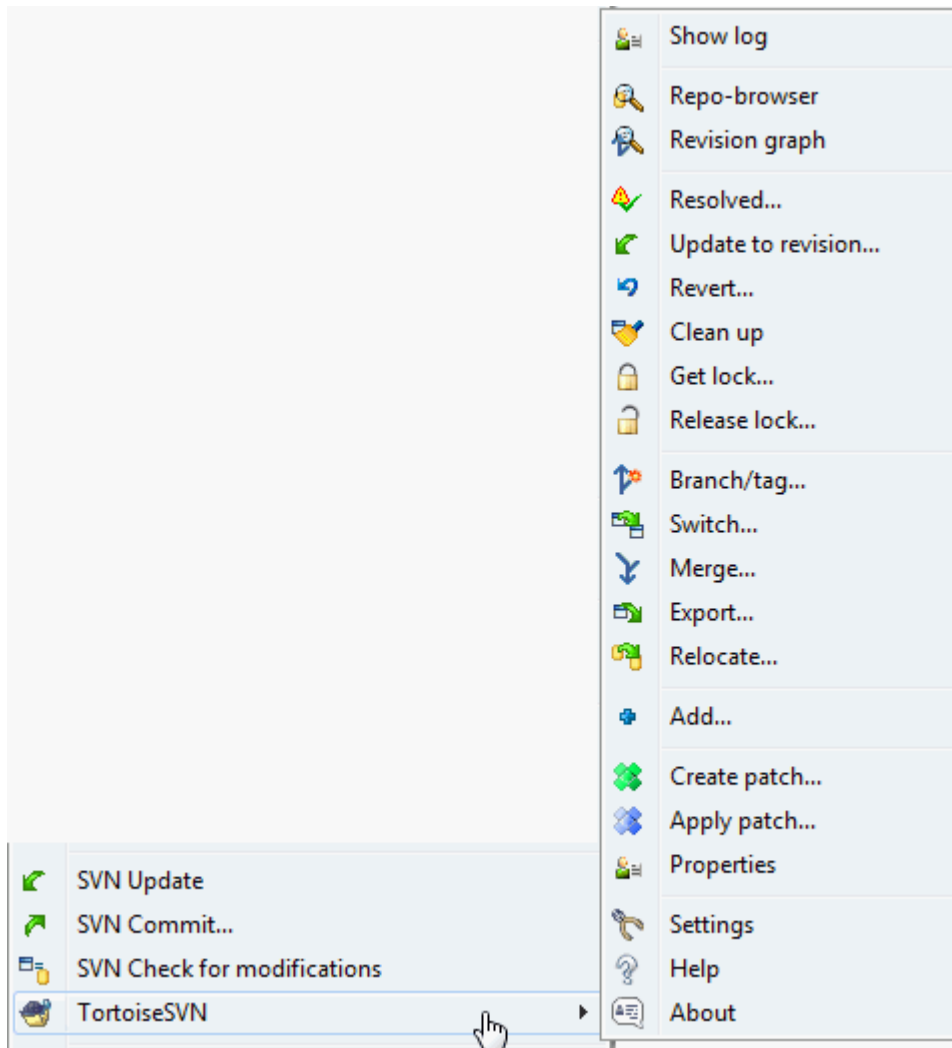 Show log
Repo-browser
Revision graph
Resolved...
Update to revision...
Revert...
Clean up
Get lock...
Release lock...
Branch/tag...
Switch...
Merge...
Export...
Relocate...
Add...
Create patch...
Apply patch...
Properties
Settings
Help
About
SVN Update
SVN Commit...
SVN Check for modifications
TortoiseSVN